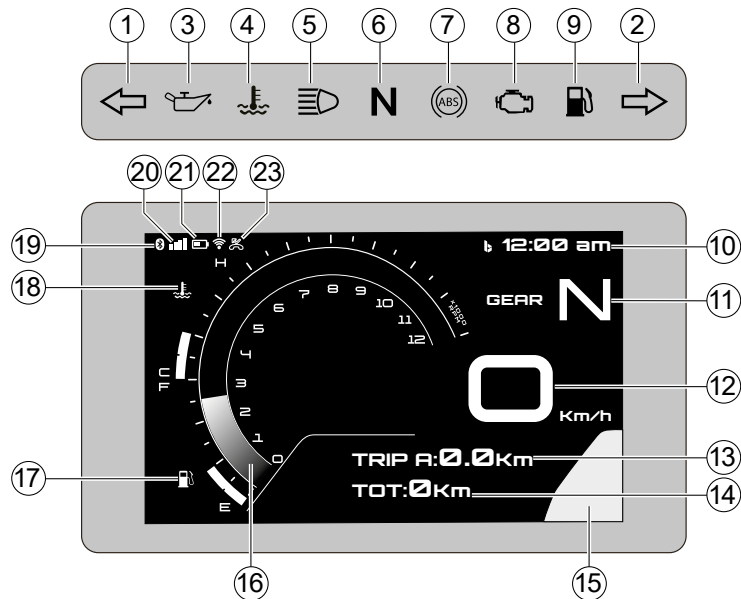 1 3 4 5 6 7 8 9 2
N ABS
20 21 22 23
19 12:00 am 10
H
18 x1000 RPM GEAR N 11
0 1 2 3 4 5 6 7 8 9 10 11 12
C
F
0 12
Km/h
17 TRIP A:0.0Km 13
TOT:0Km 14
E
16 15